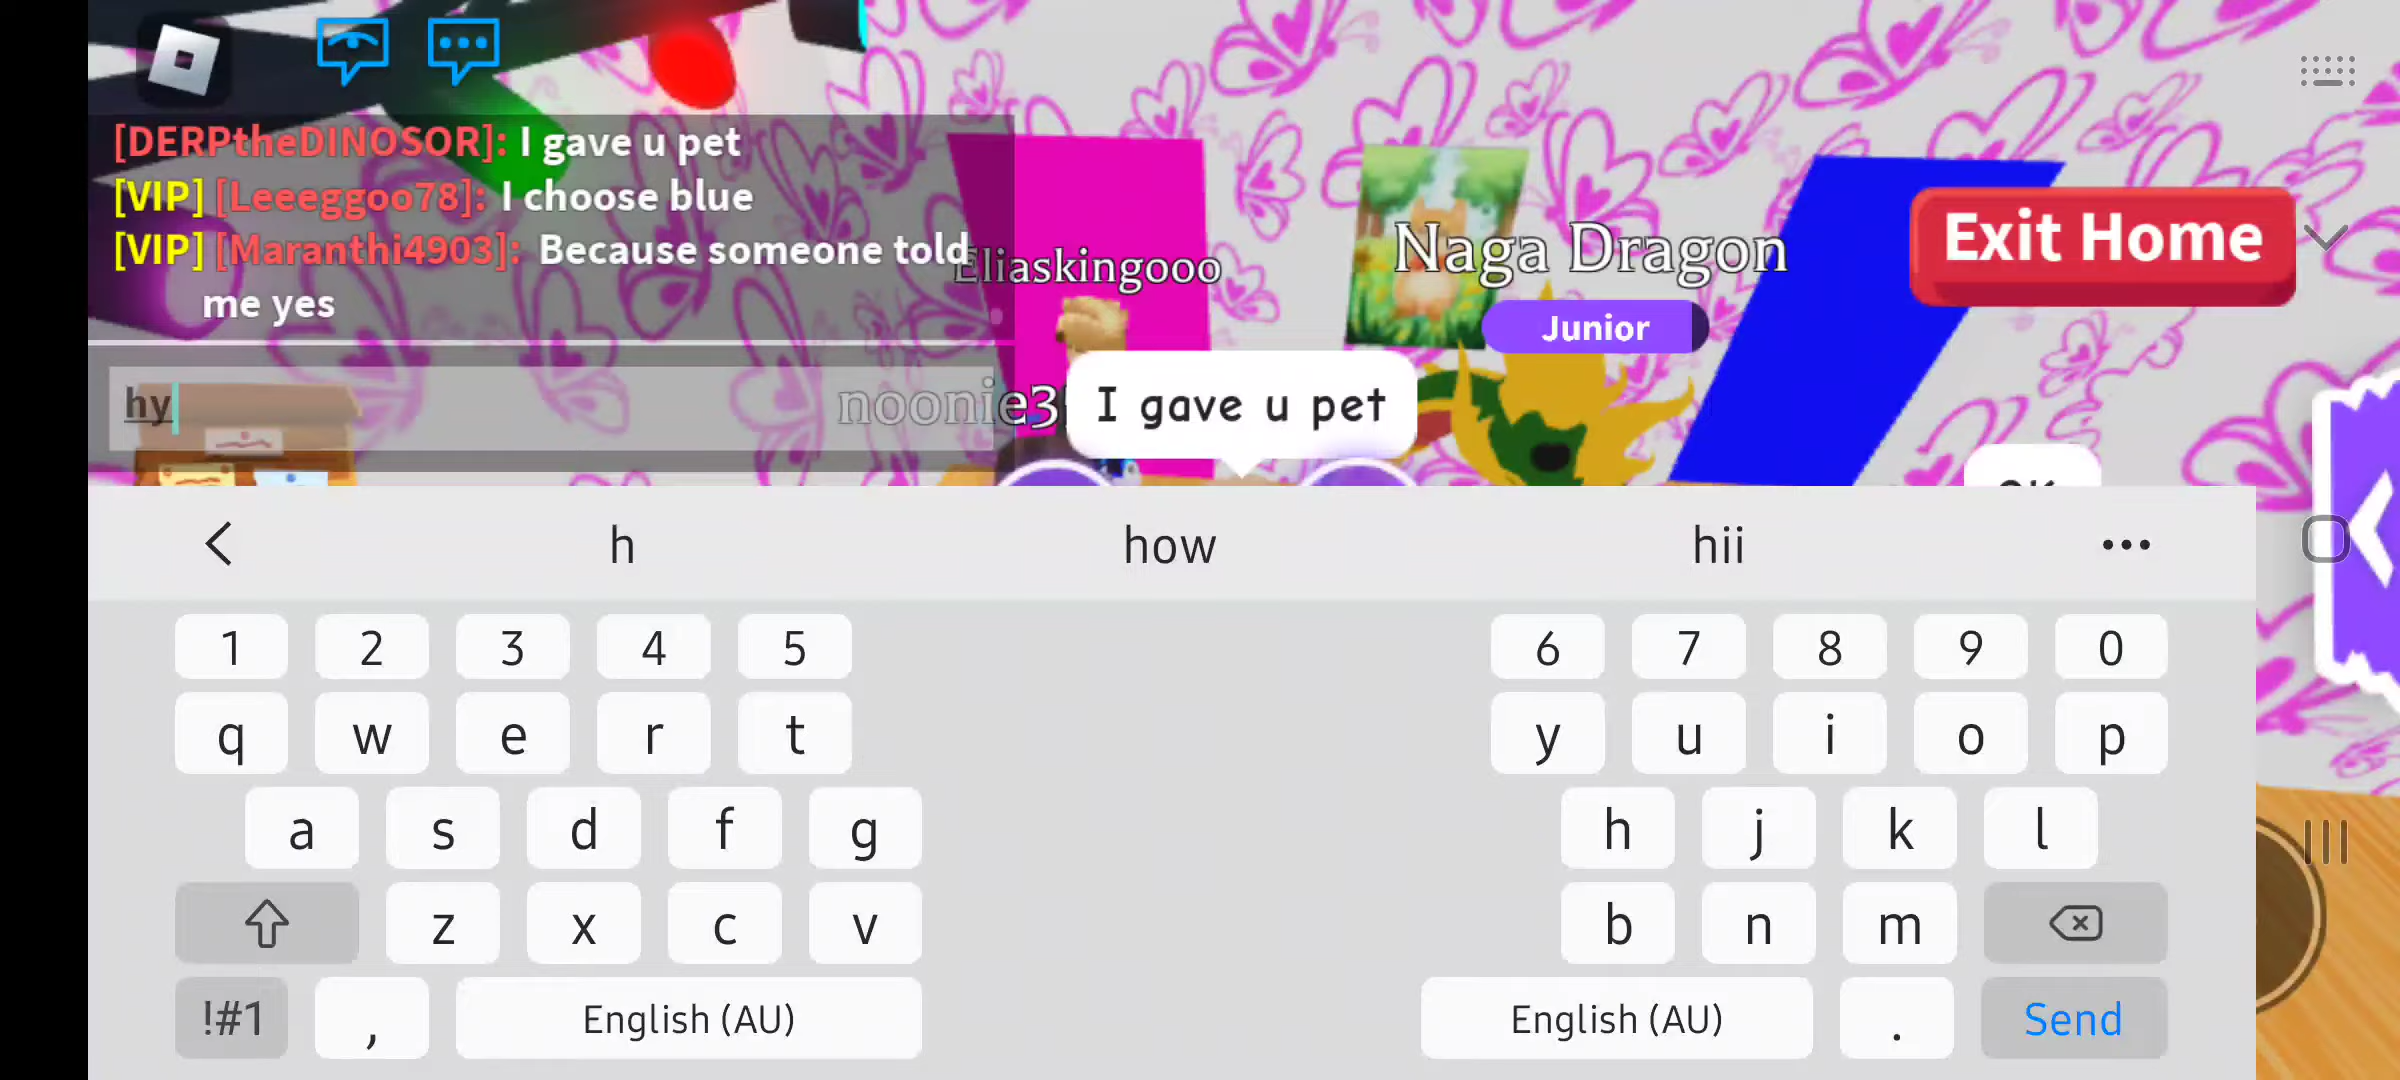 [DERPtheDINOSOR]: I gave u pet
[VIP] [Leeeggoo78]: I choose blue
[VIP] [Maranthi4903]: Because someone told
me yes
Eliaskingooo
Naga Dragon
Junior
Exit Home
hy
noonie3
I gave u pet
h
how
hii
1 2 3 4 5 6 7 8 9 0
q w e r t y u i o p
a s d f g h j k l
z x c v b n m
!#1 , English (AU) English (AU) . Send